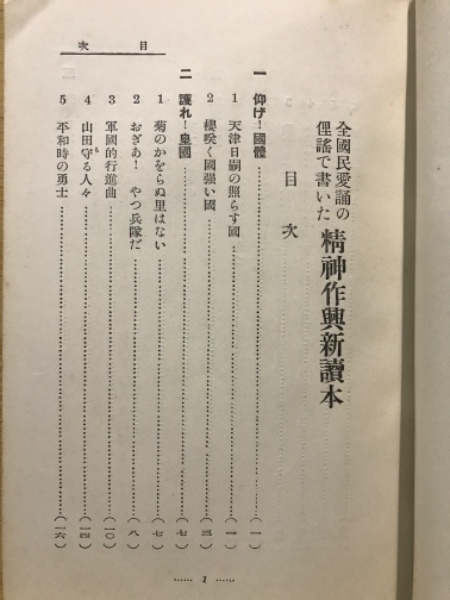 目次
全國民愛誦の
俚謠で書いた 精神作興新讀本
目次
一 仰げ!國體……(一)
1 天津日嗣の照らす國……(一)
2 櫻咲く國强い國……(三)
二 護れ!皇國……(七)
1 菊のかをらぬ里はない……(七)
2 おぎあ! やつ兵隊だ……(八)
3 軍國的行進曲……(一〇)
4 山田守る人々……(一四)
5 平和時の勇士……(一六)
…… 1 ……